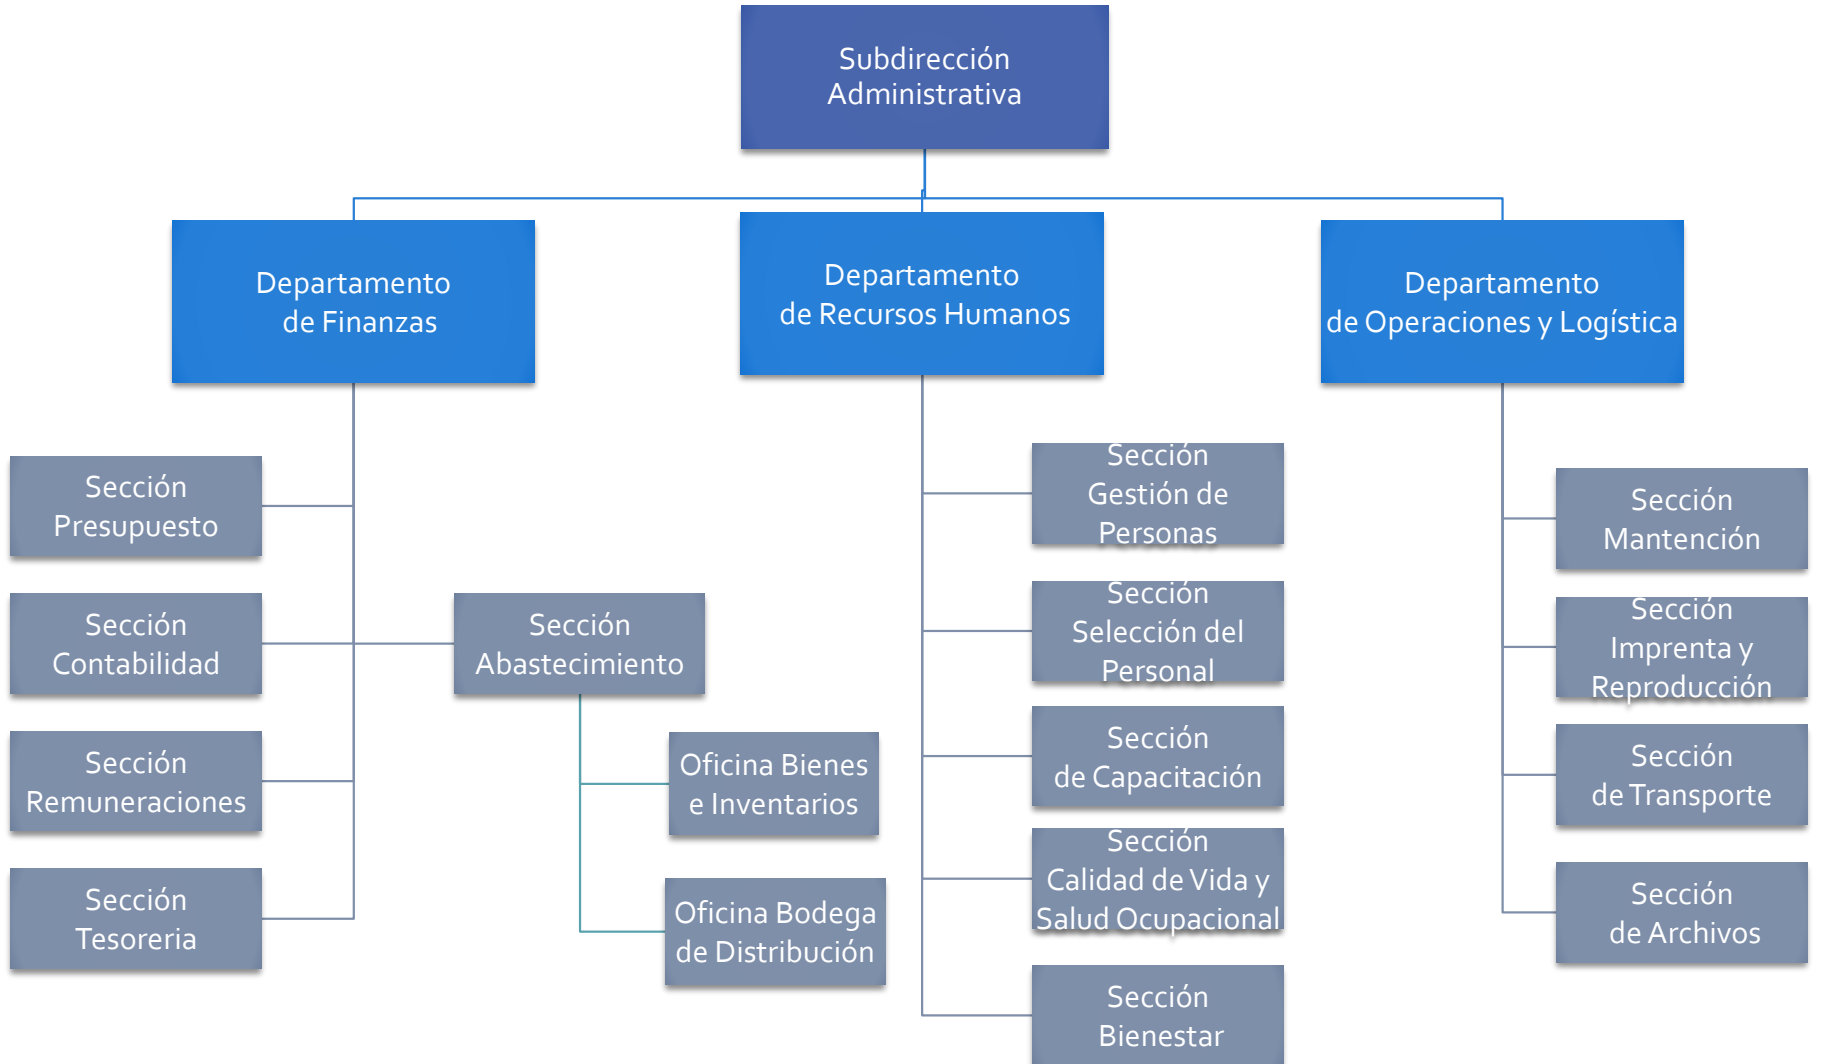 Subdirección
Administrativa
Departamento
de Finanzas
Departamento
de Recursos Humanos
Departamento
de Operaciones y Logística
Sección
Presupuesto
Sección
Contabilidad
Sección
Remuneraciones
Sección
Tesoreria
Sección
Abastecimiento
Oficina Bienes
e Inventarios
Oficina Bodega
de Distribución
Sección
Gestión de
Personas
Sección
Selección del
Personal
Sección
de Capacitación
Sección
Calidad de Vida y
Salud Ocupacional
Sección
Bienestar
Sección
Mantención
Sección
Imprenta y
Reproducción
Sección
de Transporte
Sección
de Archivos